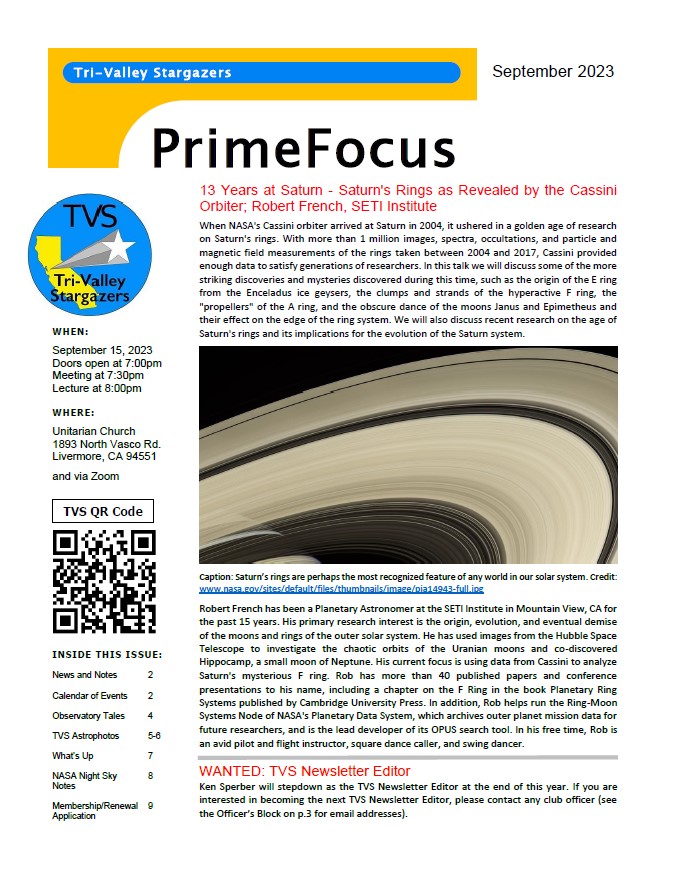 Tri-Valley Stargazers
September 2023
PrimeFocus
TVS
Tri-Valley
Stargazers
WHEN:
September 15, 2023
Doors open at 7:00pm
Meeting at 7:30pm
Lecture at 8:00pm
WHERE:
Unitarian Church
1893 North Vasco Rd.
Livermore, CA 94551
and via Zoom
TVS QR Code
INSIDE THIS ISSUE:
News and Notes 2
Calendar of Events 2
Observatory Tales 4
TVS Astrophotos 5-6
What's Up 7
NASA Night Sky 8
Notes
Membership/Renewal 9
Application
13 Years at Saturn - Saturn's Rings as Revealed by the Cassini
Orbiter; Robert French, SETI Institute
When NASA's Cassini orbiter arrived at Saturn in 2004, it ushered in a golden age of research
on Saturn's rings. With more than 1 million images, spectra, occultations, and particle and
magnetic field measurements of the rings taken between 2004 and 2017, Cassini provided
enough data to satisfy generations of researchers. In this talk we will discuss some of the more
striking discoveries and mysteries discovered during this time, such as the origin of the E ring
from the Enceladus ice geysers, the clumps and strands of the hyperactive F ring, the
"propellers" of the A ring, and the obscure dance of the moons Janus and Epimetheus and
their effect on the edge of the ring system. We will also discuss recent research on the age of
Saturn's rings and its implications for the evolution of the Saturn system.
Caption: Saturn's rings are perhaps the most recognized feature of any world in our solar system. Credit:
www.nasa.gov/sites/default/files/thumbnails/image/pia14943-full.jpg
Robert French has been a Planetary Astronomer at the SETI Institute in Mountain View, CA for
the past 15 years. His primary research interest is the origin, evolution, and eventual demise
of the moons and rings of the outer solar system. He has used images from the Hubble Space
Telescope to investigate the chaotic orbits of the Uranian moons and co-discovered
Hippocamp, a small moon of Neptune. His current focus is using data from Cassini to analyze
Saturn's mysterious F ring. Rob has more than 40 published papers and conference
presentations to his name, including a chapter on the F Ring in the book Planetary Ring
Systems published by Cambridge University Press. In addition, Rob helps run the Ring-Moon
Systems Node of NASA's Planetary Data System, which archives outer planet mission data for
future researchers, and is the lead developer of its OPUS search tool. In his free time, Rob is
an avid pilot and flight instructor, square dance caller, and swing dancer.
WANTED: TVS Newsletter Editor
Ken Sperber will stepdown as the TVS Newsletter Editor at the end of this year. If you are
interested in becoming the next TVS Newsletter Editor, please contact any club officer (see
the Officer's Block on p.3 for email addresses).